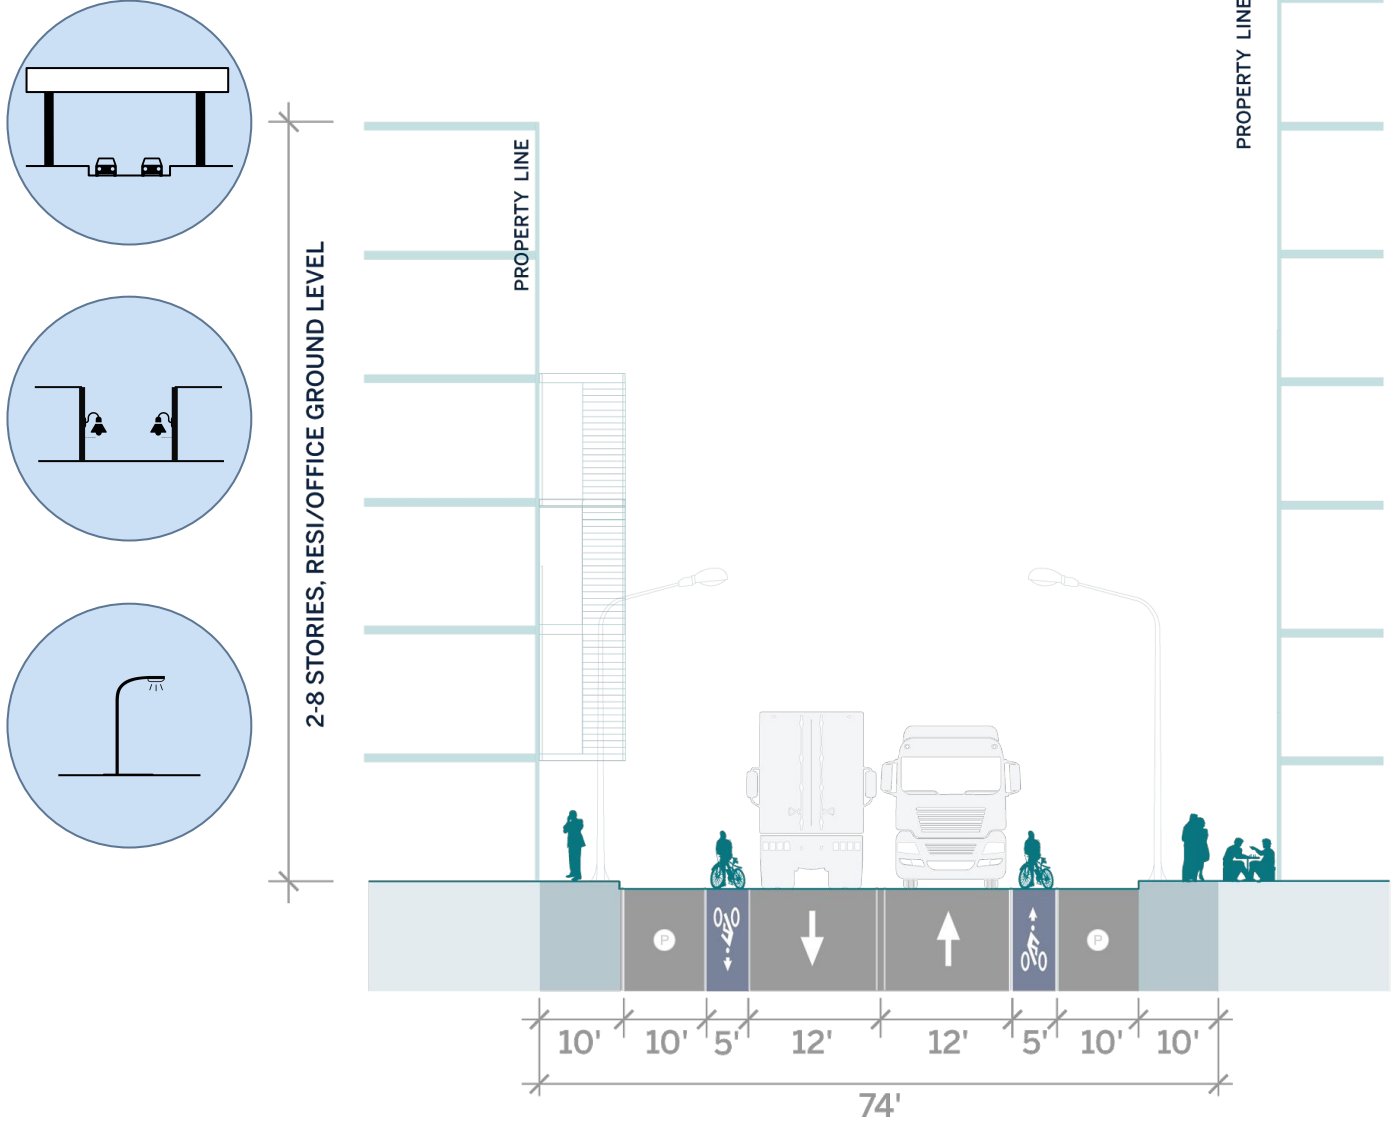 PROPERTY LINE
PROPERTY LINE
2-8 STORIES, RESI/OFFICE GROUND LEVEL
P
P
10' 10' 5' 12' 12' 5' 10' 10'
74'